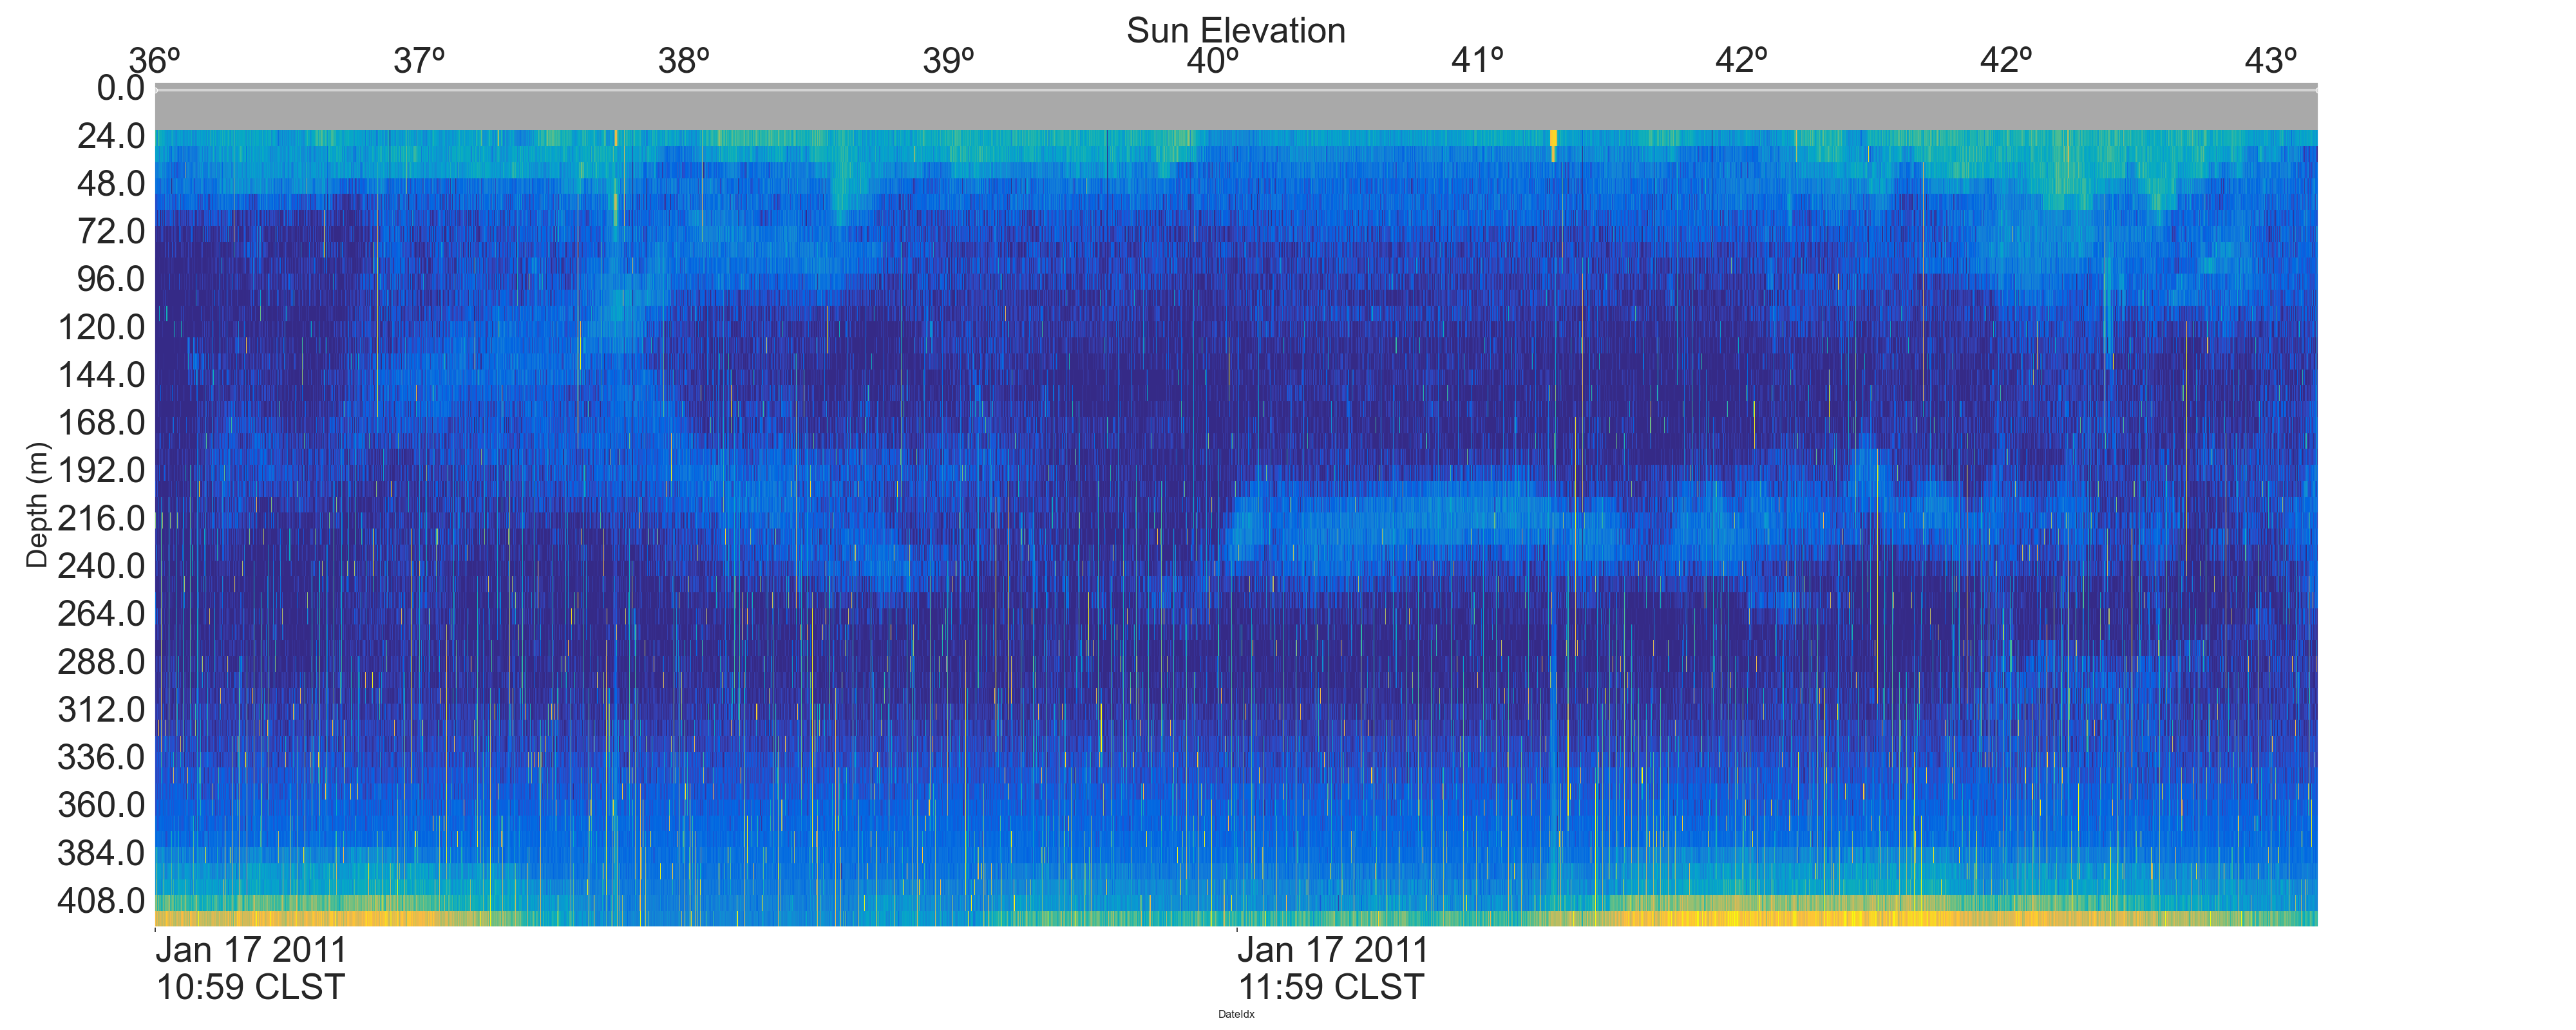 Sun Elevation
36º 37º 38º 39º 40º 41º 42º 42º 43º
0.0
24.0
48.0
72.0
96.0
120.0
144.0
168.0
192.0
216.0
240.0
264.0
288.0
312.0
336.0
360.0
384.0
408.0
Depth (m)
Jan 17 2011
10:59 CLST
Jan 17 2011
11:59 CLST
DateIdx